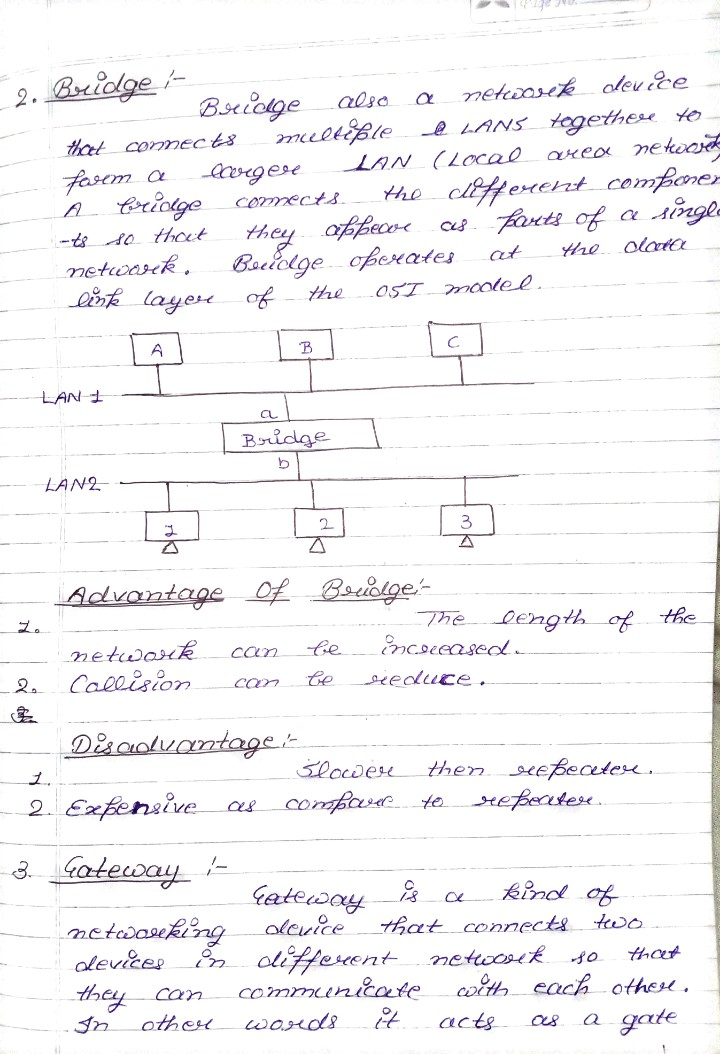 Page No.
2. Bridge :-
Bridge also a network device
that connects multiple LANS together to
form a larger LAN (Local area network)
A bridge connects the different componen
-ts so that they appear as parts of a single
network. Bridge operates at the data
link layer of the OSI model.
A B C
LAN 1
a
Bridge
b
LAN2
1 2 3
Advantage Of Bridge:-
1. The length of the
network can be increased.
2. Collision can be reduce.
Disadvantage :-
1. Slower then repeater.
2. Expensive as compare to repeater.
3. Gateway :-
Gateway is a kind of
networking device that connects two
devices in different network so that
they can communicate with each other.
In other words it acts as a gate